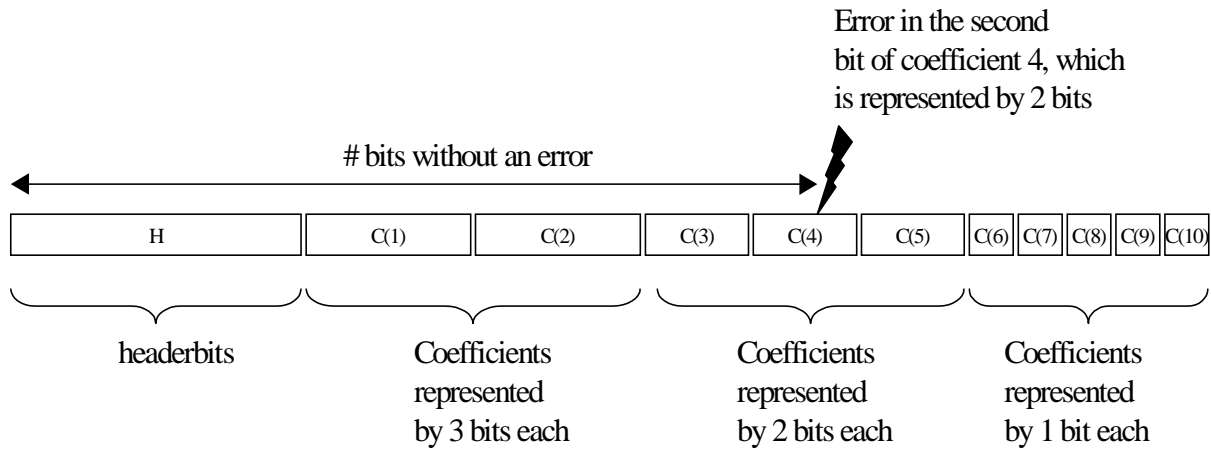 Error in the second
bit of coefficient 4, which
is represented by 2 bits
# bits without an error
H
C(1)
C(2)
C(3)
C(4)
C(5)
C(6)
C(7)
C(8)
C(9)
C(10)
headerbits
Coefficients
represented
by 3 bits each
Coefficients
represented
by 2 bits each
Coefficients
represented
by 1 bit each